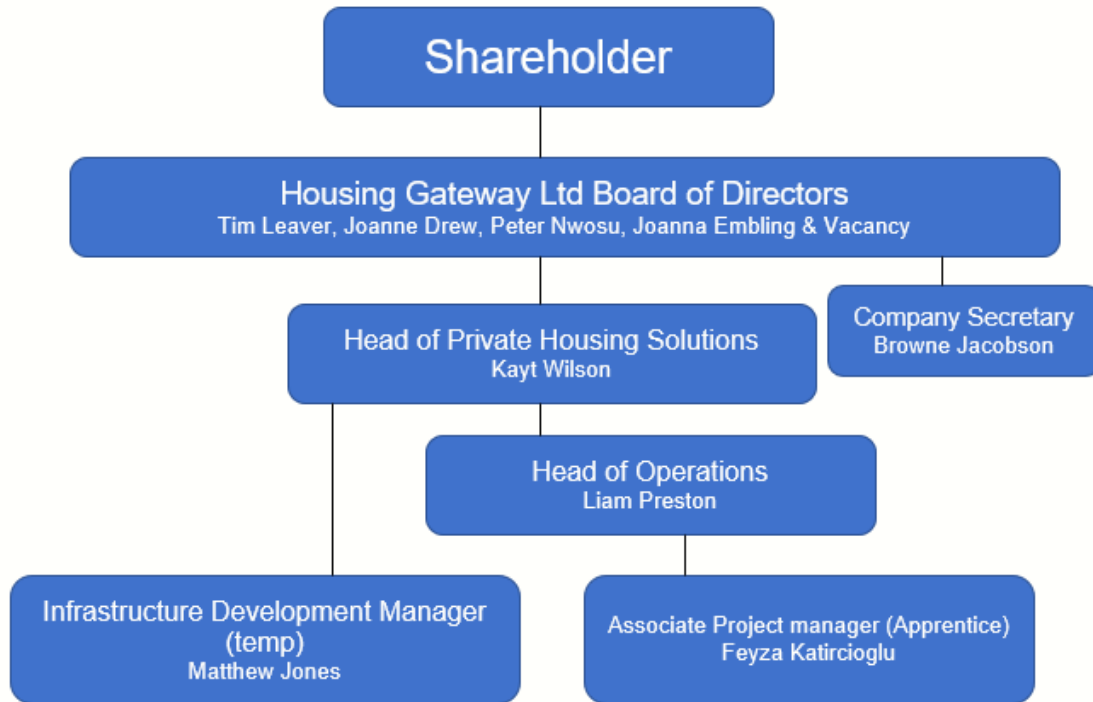 Shareholder
Housing Gateway Ltd Board of Directors
Tim Leaver, Joanne Drew, Peter Nwosu, Joanna Embling & Vacancy
Company Secretary
Browne Jacobson
Head of Private Housing Solutions
Kayt Wilson
Head of Operations
Liam Preston
Infrastructure Development Manager
(temp)
Matthew Jones
Associate Project manager (Apprentice)
Feyza Katircioglu